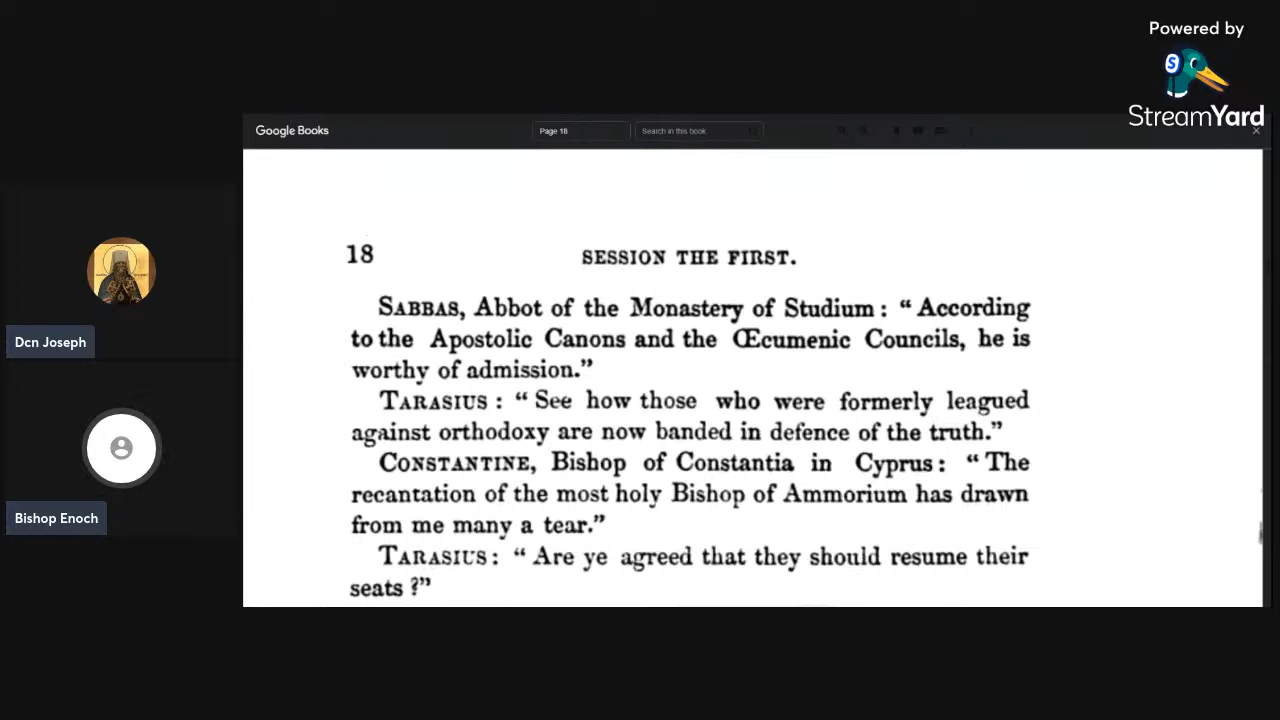 Powered by
StreamYard
Google Books
Page 18
Search in this book
18
SESSION THE FIRST.
SABBAS, Abbot of the Monastery of Studium : “ According
to the Apostolic Canons and the Œcumenic Councils, he is
worthy of admission.”
TARASIUS : “ See how those who were formerly leagued
against orthodoxy are now banded in defence of the truth.”
CONSTANTINE, Bishop of Constantia in Cyprus : “ The
recantation of the most holy Bishop of Ammorium has drawn
from me many a tear.”
TARASIUS : “ Are ye agreed that they should resume their
seats ?”
Dcn Joseph
Bishop Enoch